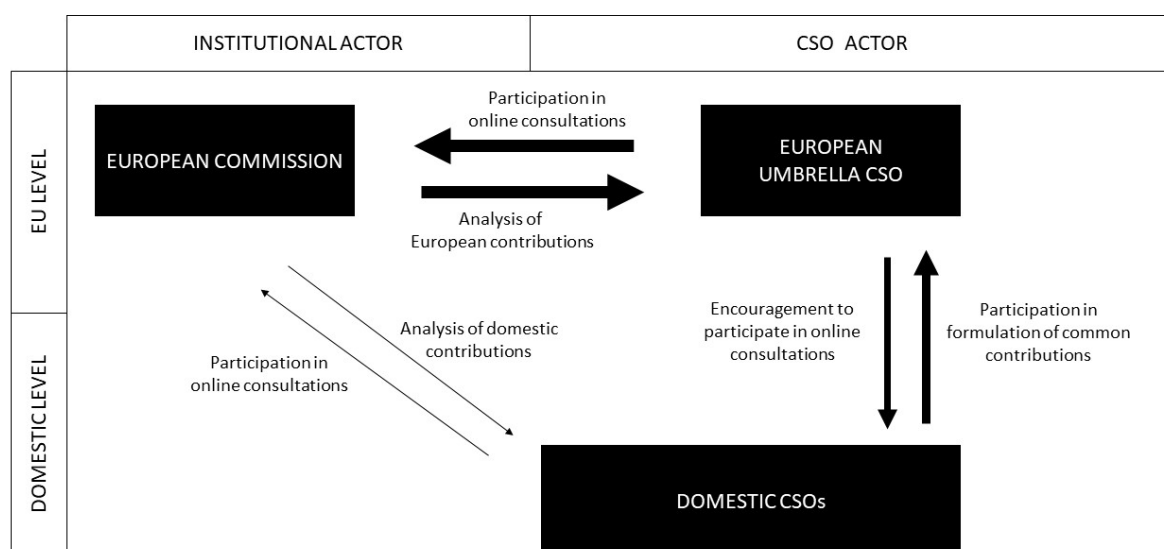 INSTITUTIONAL ACTOR
CSO ACTOR
EU LEVEL
DOMESTIC LEVEL
EUROPEAN COMMISSION
Participation in
online consultations
Analysis of
European contributions
EUROPEAN
UMBRELLA CSO
Analysis of domestic
contributions
Participation in
online consultations
Encouragement to
participate in online
consultations
Participation in
formulation of common
contributions
DOMESTIC CSOs